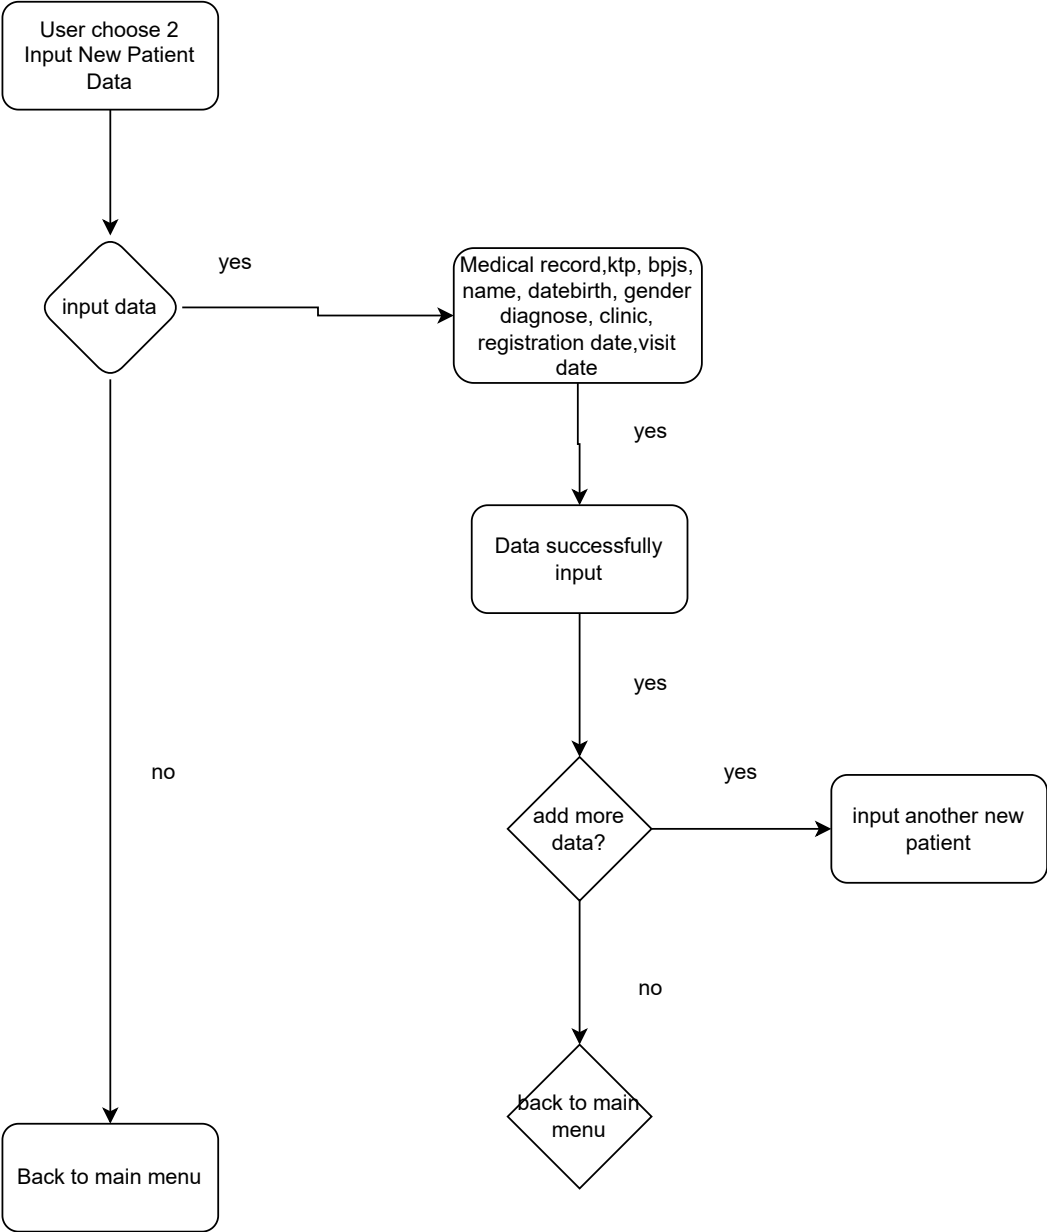 User choose 2
Input New Patient
Data
yes
input data
Medical record,ktp, bpjs,
name, datebirth, gender
diagnose, clinic,
registration date,visit
date
yes
Data successfully
input
yes
no
yes
add more
data?
input another new
patient
no
back to main
menu
Back to main menu